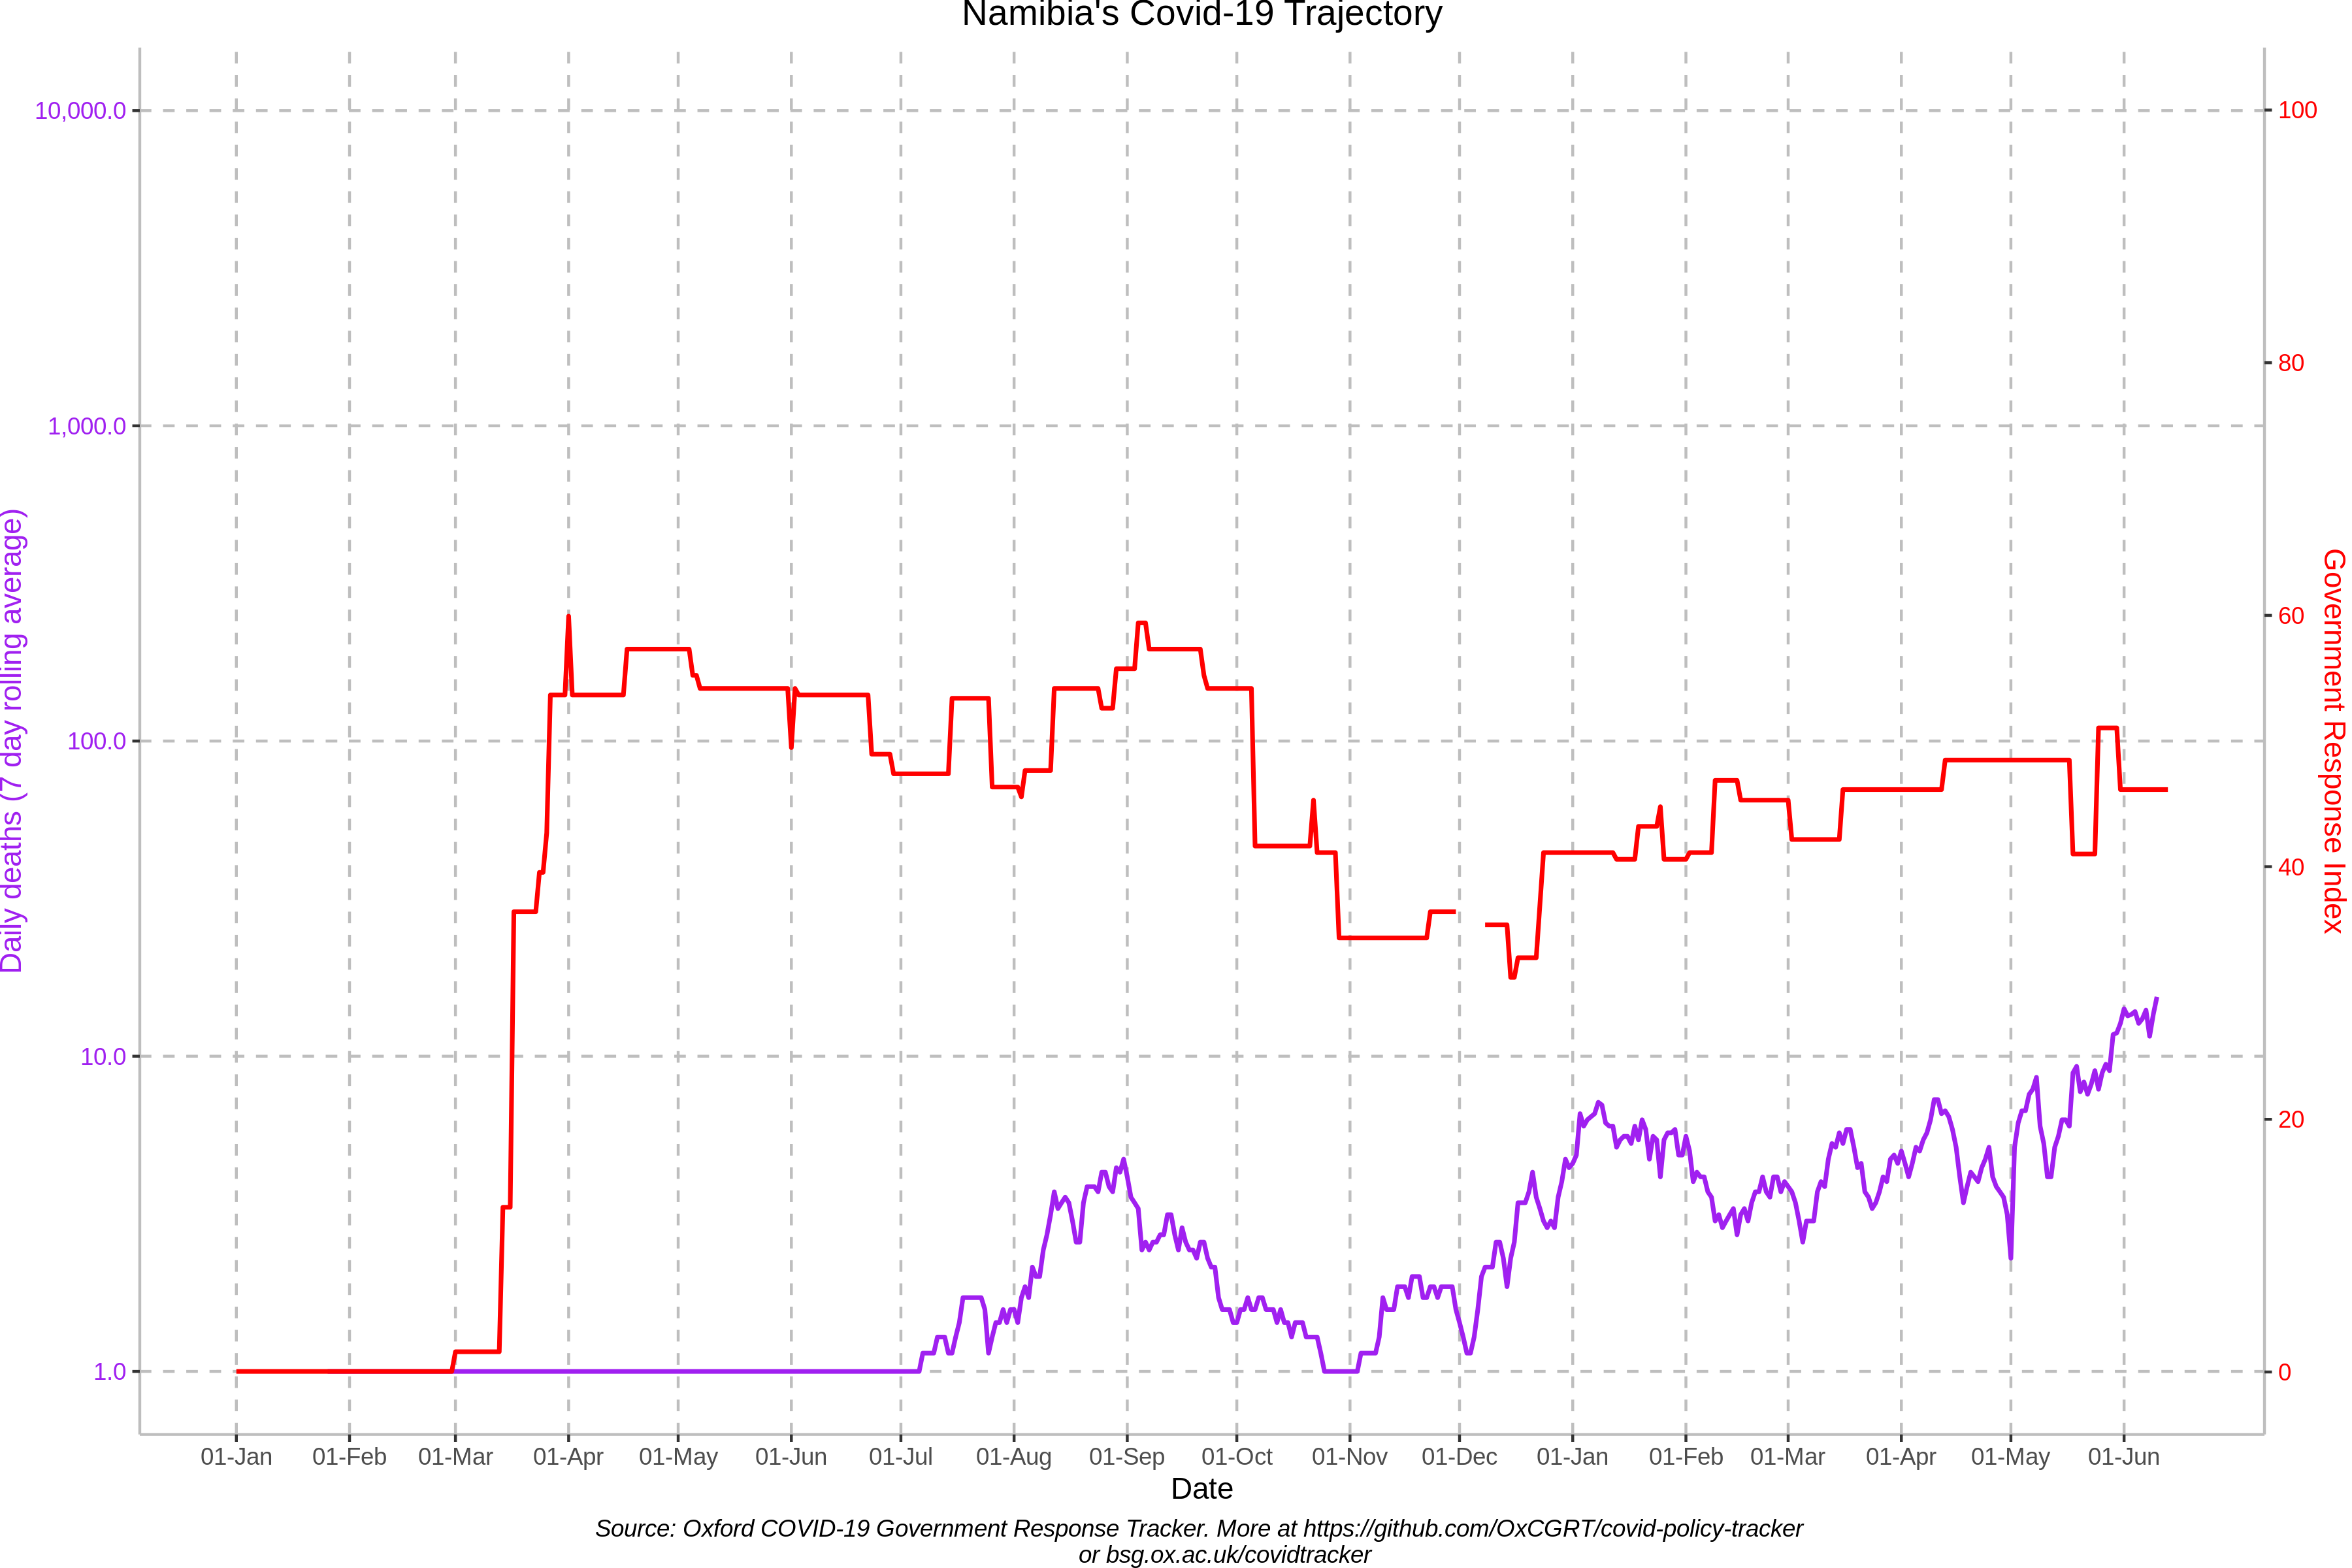 Namibia's Covid-19 Trajectory
10,000.0
1,000.0
100.0
10.0
1.0
Daily deaths (7 day rolling average)
100
80
60
40
20
0
Government Response Index
01-Jan 01-Feb 01-Mar 01-Apr 01-May 01-Jun 01-Jul 01-Aug 01-Sep 01-Oct 01-Nov 01-Dec 01-Jan 01-Feb 01-Mar 01-Apr 01-May 01-Jun
Date
Source: Oxford COVID-19 Government Response Tracker. More at https://github.com/OxCGRT/covid-policy-tracker
or bsg.ox.ac.uk/covidtracker